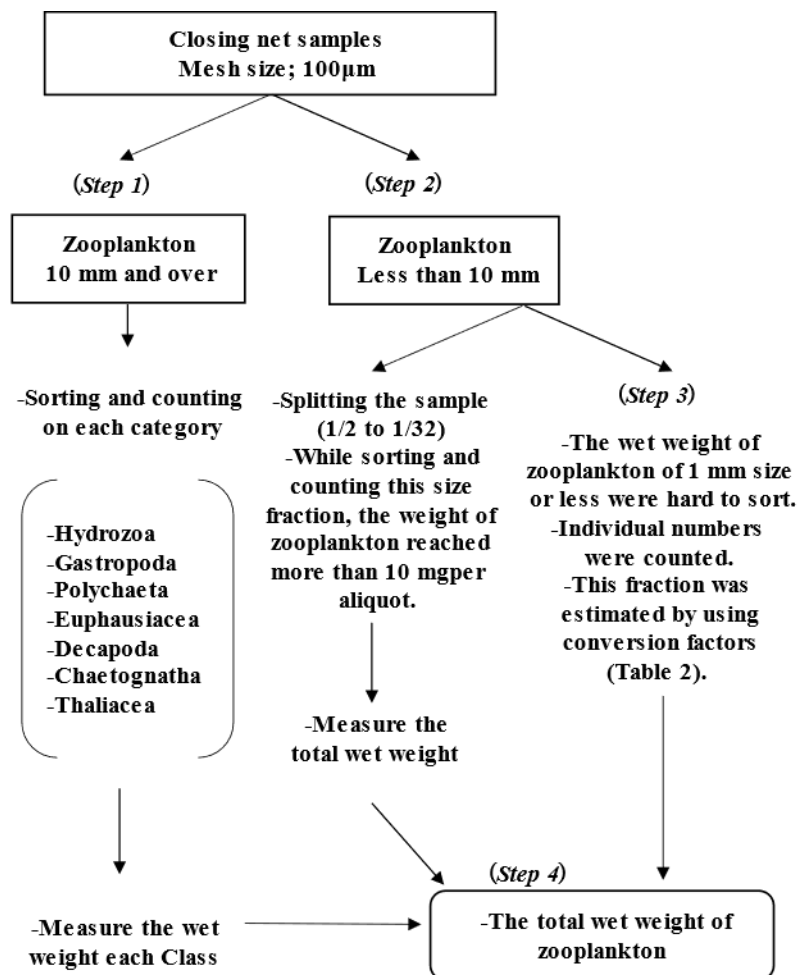 Closing net samples
Mesh size; 100µm
(Step 1)
(Step 2)
Zooplankton
10 mm and over
Zooplankton
Less than 10 mm
-Sorting and counting
on each category
-Hydrozoa
-Gastropoda
-Polychaeta
-Euphausiacea
-Decapoda
-Chaetognatha
-Thaliacea
-Measure the wet
weight each Class
-Splitting the sample
(1/2 to 1/32)
-While sorting and
counting this size
fraction, the weight of
zooplankton reached
more than 10 mgper
aliquot.
-Measure the
total wet weight
(Step 3)
-The wet weight of
zooplankton of 1 mm size
or less were hard to sort.
-Individual numbers
were counted.
-This fraction was
estimated by using
conversion factors
(Table 2).
(Step 4)
-The total wet weight of
zooplankton